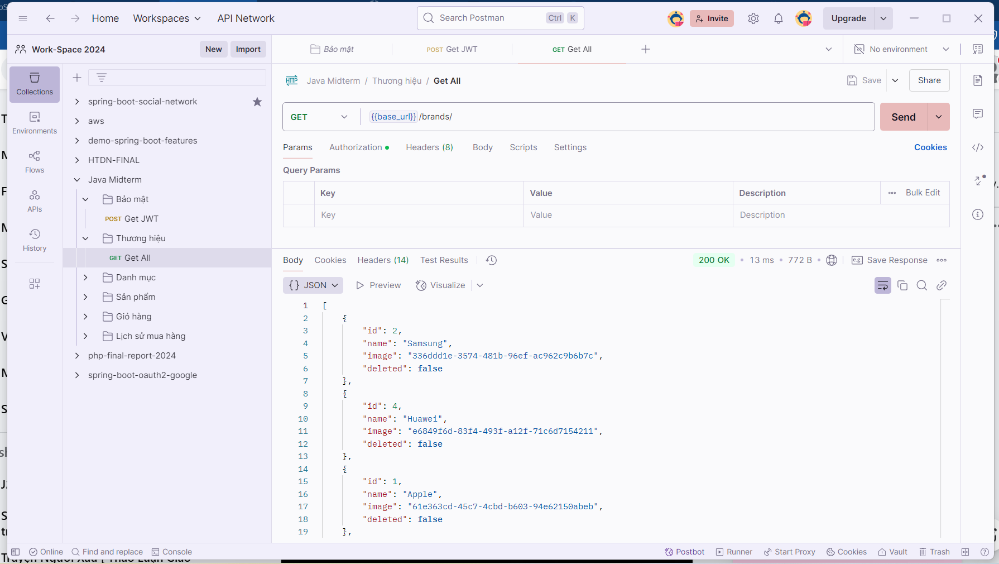 Home Workspaces API Network Search Postman Ctrl K Invite Upgrade
Work-Space 2024 New Import
Bảo mật POST Get JWT GET Get All No environment
Collections
Environments
Flows
APIs
History
spring-boot-social-network
aws
demo-spring-boot-features
HTDN-FINAL
Java Midterm
Bảo mật
POST Get JWT
Thương hiệu
GET Get All
Danh mục
Sản phẩm
Giỏ hàng
Lịch sử mua hàng
php-final-report-2024
spring-boot-oauth2-google
HTTP Java Midterm / Thương hiệu / Get All Save Share
GET {{base_url}} /brands/ Send
Params Authorization Headers (8) Body Scripts Settings Cookies
Query Params
Key Value Description Bulk Edit
Key Value Description
Body Cookies Headers (14) Test Results 200 OK • 13 ms • 772 B • e.g. Save Response
{ } JSON Preview Visualize
1 [
2 {
3 "id": 2,
4 "name": "Samsung",
5 "image": "336ddd1e-3574-481b-96ef-ac962c9b6b7c",
6 "deleted": false
7 },
8 {
9 "id": 4,
10 "name": "Huawei",
11 "image": "e6849f6d-83f4-493f-a12f-71c6d7154211",
12 "deleted": false
13 },
14 {
15 "id": 1,
16 "name": "Apple",
17 "image": "61e363cd-45c7-4cbd-b603-94e62150abeb",
18 "deleted": false
19 },
Online Find and replace Console Postbot Runner Start Proxy Cookies Vault Trash